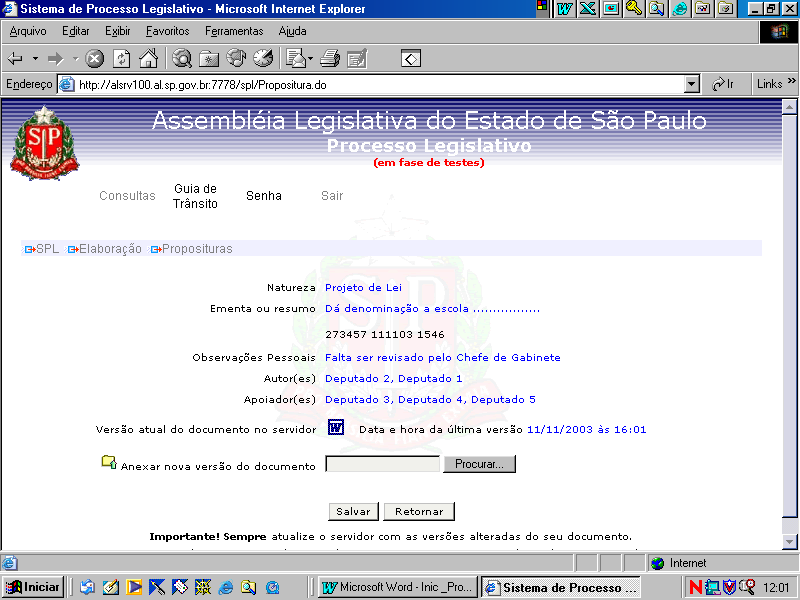 Sistema de Processo Legislativo - Microsoft Internet Explorer
Arquivo Editar Exibir Favoritos Ferramentas Ajuda
Endereço http://alsrv100.al.sp.gov.br:7778/spl/Propositura.do Ir Links »
Assembléia Legislativa do Estado de São Paulo
Processo Legislativo
(em fase de testes)
Consultas Guia de Trânsito Senha Sair
SPL Elaboração Proposituras
Natureza Projeto de Lei
Ementa ou resumo Dá denominação a escola .................
273457 111103 1546
Observações Pessoais Falta ser revisado pelo Chefe de Gabinete
Autor(es) Deputado 2, Deputado 1
Apoiador(es) Deputado 3, Deputado 4, Deputado 5
Versão atual do documento no servidor Data e hora da última versão 11/11/2003 às 16:01
Anexar nova versão do documento Procurar...
Salvar Retornar
Importante! Sempre atualize o servidor com as versões alteradas do seu documento.
Internet
Iniciar Microsoft Word - Inic _Pro... Sistema de Processo ... 12:01